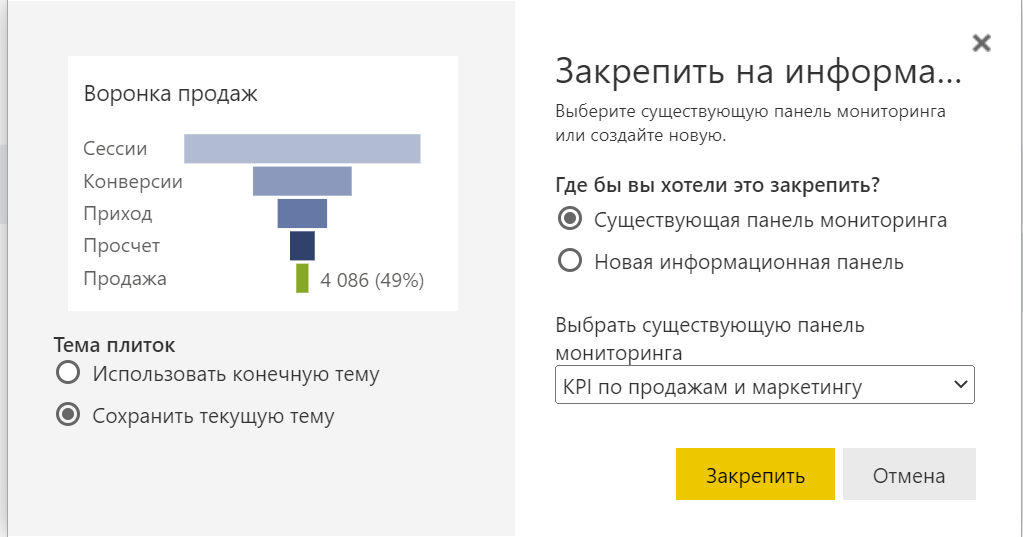 Воронка продаж
Сессии
Конверсии
Приход
Просчет
Продажа
4 086 (49%)
Тема плиток
Использовать конечную тему
Сохранить текущую тему
Закрепить на информа...
Выберите существующую панель мониторинга
или создайте новую.
Где бы вы хотели это закрепить?
Существующая панель мониторинга
Новая информационная панель
Выбрать существующую панель
мониторинга
KPI по продажам и маркетингу
Закрепить
Отмена